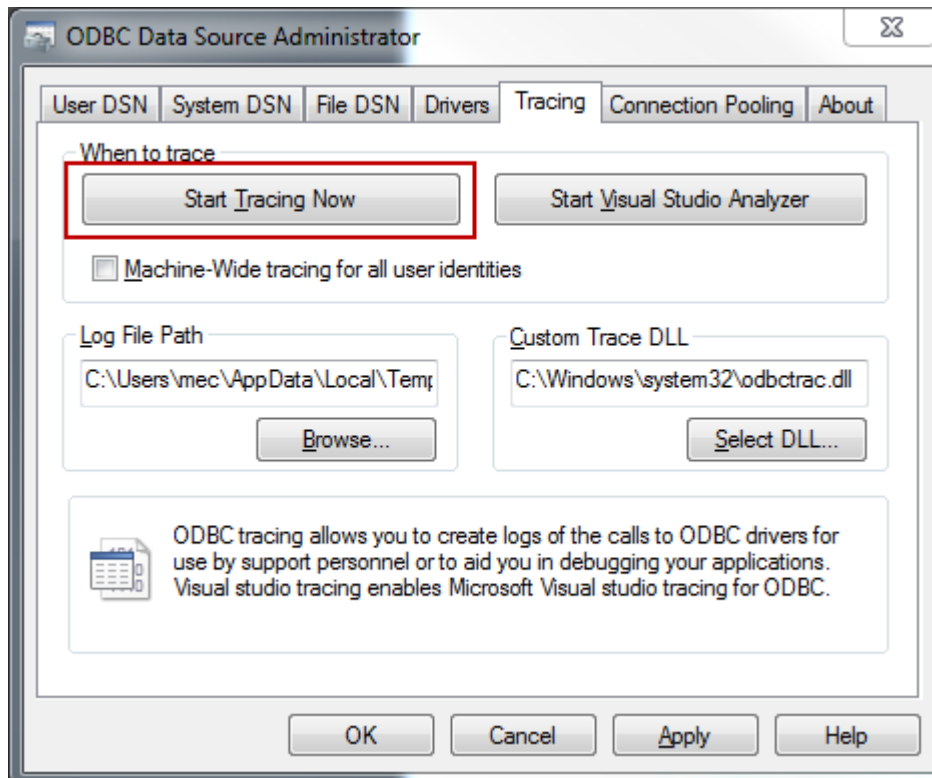 ODBC Data Source Administrator
User DSN System DSN File DSN Drivers Tracing Connection Pooling About
When to trace
Start Tracing Now Start Visual Studio Analyzer
Machine-Wide tracing for all user identities
Log File Path Custom Trace DLL
C:\Users\mec\AppData\Local\Temp C:\Windows\system32\odbctrac.dll
Browse... Select DLL...
ODBC tracing allows you to create logs of the calls to ODBC drivers for
use by support personnel or to aid you in debugging your applications.
Visual studio tracing enables Microsoft Visual studio tracing for ODBC.
OK Cancel Apply Help